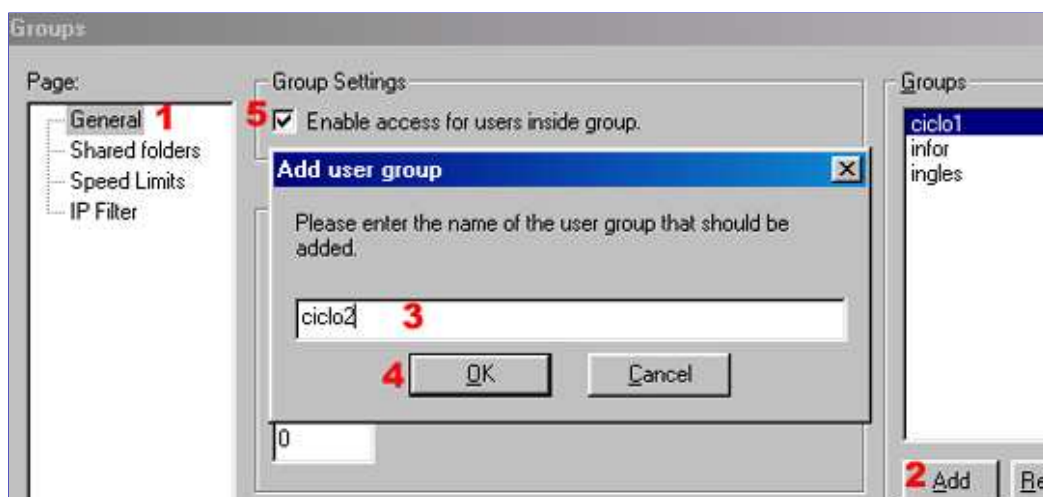 Groups
Page:
General 1
Shared folders
Speed Limits
IP Filter
Group Settings
5 Enable access for users inside group.
Add user group
Please enter the name of the user group that should be
added.
ciclo2 3
4 OK Cancel
0
Groups
ciclo1
infor
ingles
2 Add Re